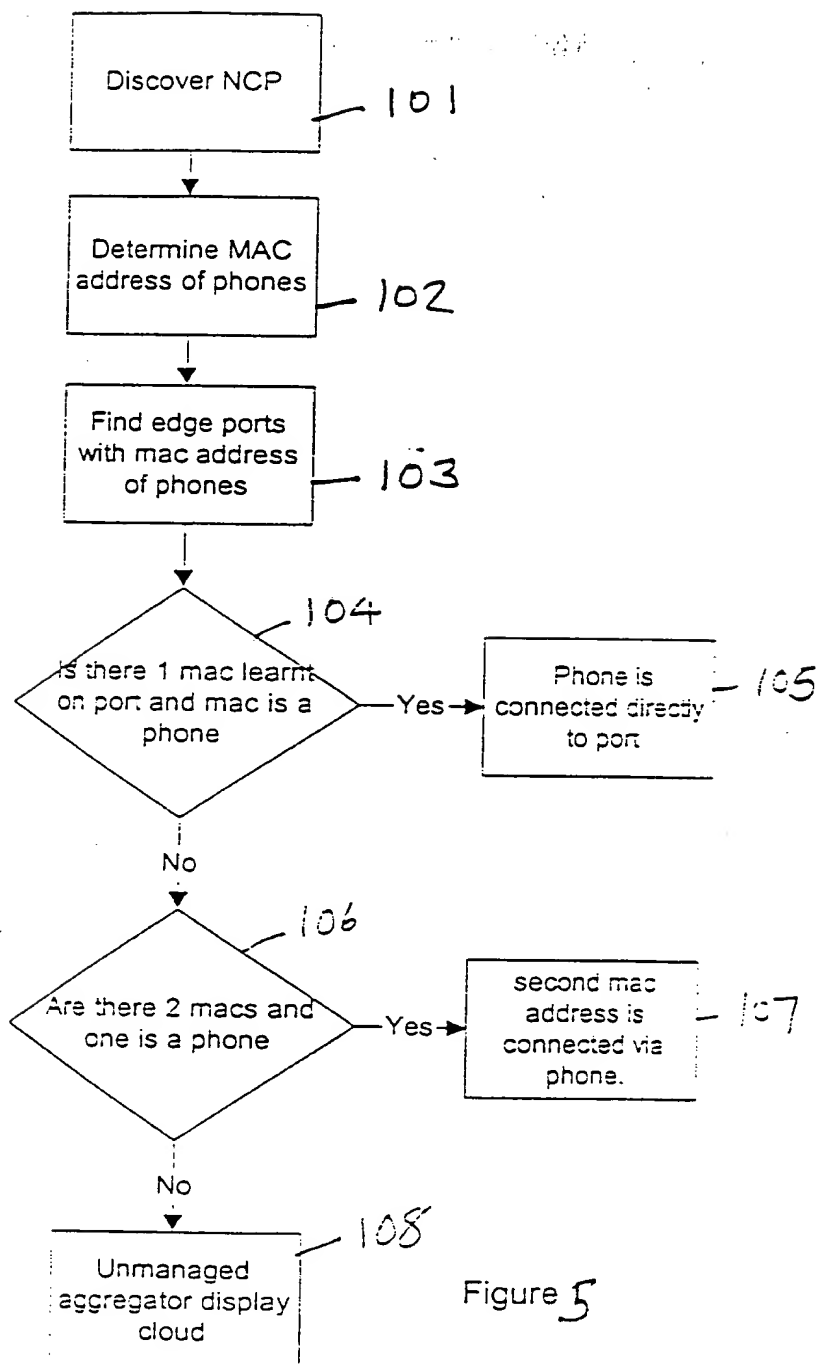 Discover NCP
101
Determine MAC
address of phones
102
Find edge ports
with mac address
of phones
103
104
Is there 1 mac learnt
on port and mac is a
phone
Yes
Phone is
connected directly
to port
105
No
106
Are there 2 macs and
one is a phone
Yes
second mac
address is
connected via
phone.
107
No
108
Unmanaged
aggregator display
cloud
Figure 5